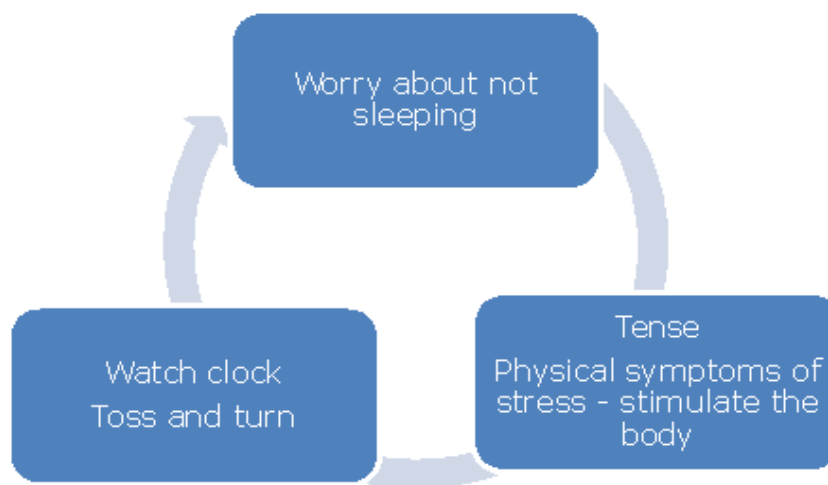 Worry about not
sleeping
Tense
Physical symptoms of
stress - stimulate the
body
Watch clock
Toss and turn